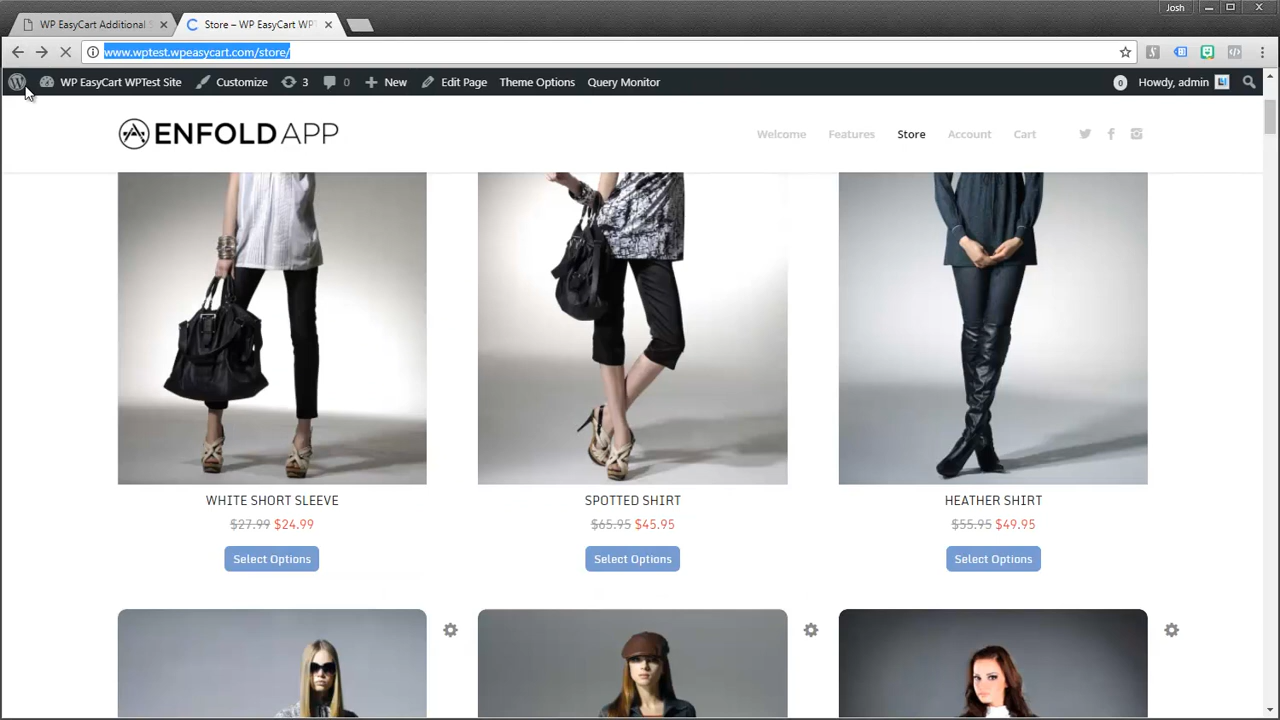 Josh
WP EasyCart Additional S
Store – WP EasyCart WPT
www.wptest.wpeasycart.com/store/
WP EasyCart WPTest Site
Customize
3
0
New
Edit Page
Theme Options
Query Monitor
0
Howdy, admin
ENFOLD APP
Welcome
Features
Store
Account
Cart
WHITE SHORT SLEEVE
$27.99 $24.99
Select Options
SPOTTED SHIRT
$65.95 $45.95
Select Options
HEATHER SHIRT
$55.95 $49.95
Select Options